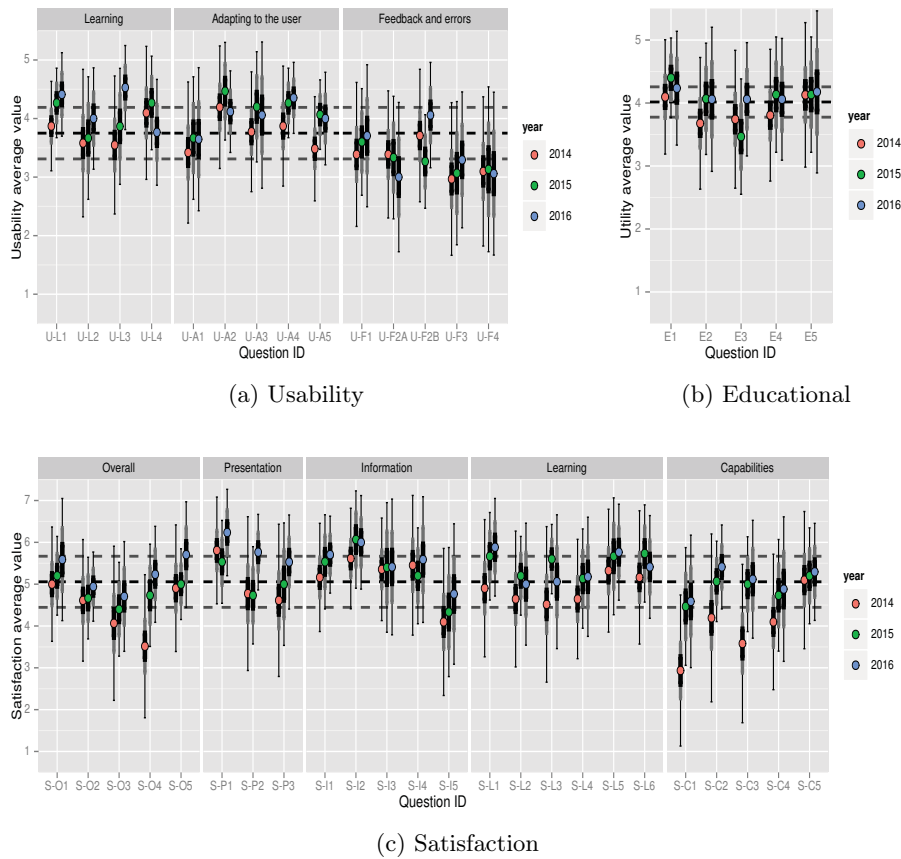 Learning
Adapting to the user
Feedback and errors
Usability average value
5
4
3
2
1
U-L1 U-L2 U-L3 U-L4 U-A1 U-A2 U-A3 U-A4 U-A5 U-F1 U-F2A U-F2B U-F3 U-F4
Question ID
year
2014
2015
2016
(a) Usability
Utility average value
5
4
3
2
1
E1 E2 E3 E4 E5
Question ID
year
2014
2015
2016
(b) Educational
Overall
Presentation
Information
Learning
Capabilities
Satisfaction average value
7
6
5
4
3
2
1
S-O1 S-O2 S-O3 S-O4 S-O5 S-P1 S-P2 S-P3 S-I1 S-I2 S-I3 S-I4 S-I5 S-L1 S-L2 S-L3 S-L4 S-L5 S-L6 S-C1 S-C2 S-C3 S-C4 S-C5
Question ID
year
2014
2015
2016
(c) Satisfaction